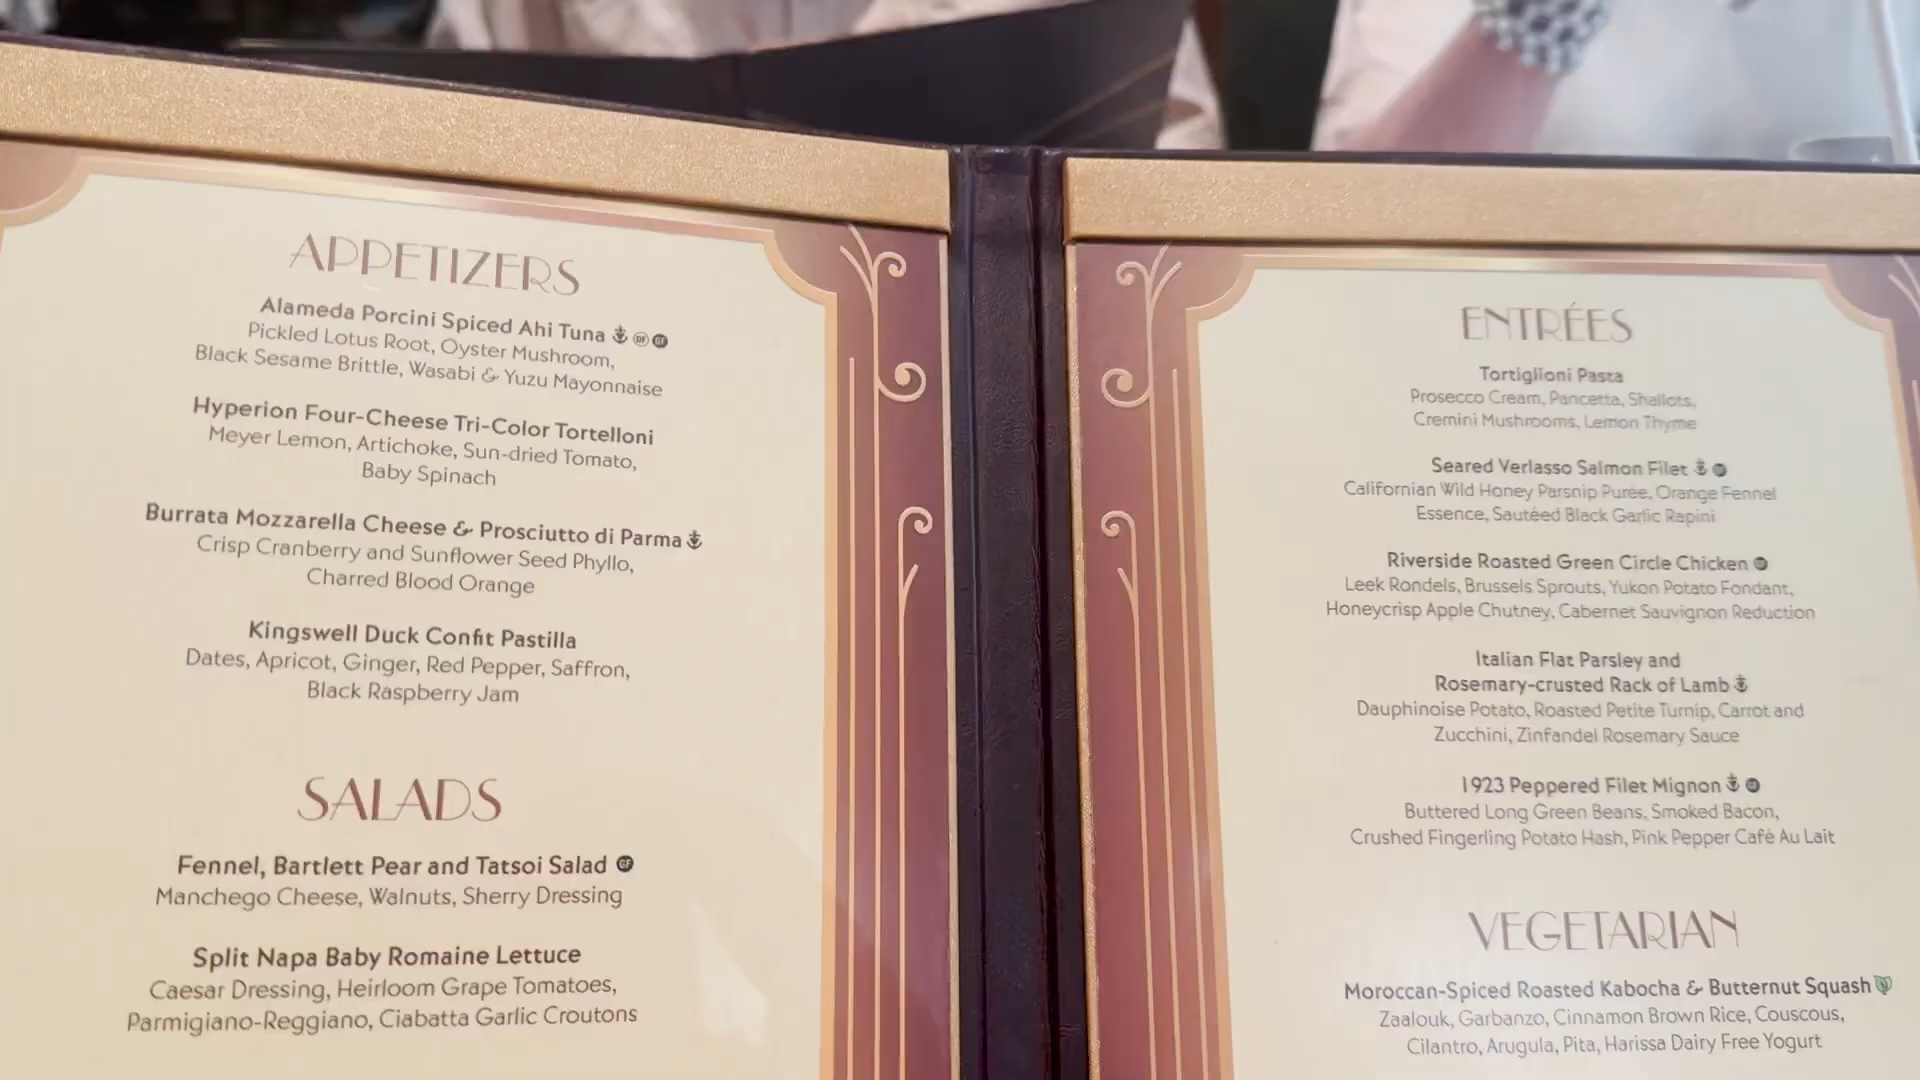 APPETIZERS
Alameda Porcini Spiced Ahi Tuna DF GF
Pickled Lotus Root, Oyster Mushroom,
Black Sesame Brittle, Wasabi & Yuzu Mayonnaise
Hyperion Four-Cheese Tri-Color Tortelloni
Meyer Lemon, Artichoke, Sun-dried Tomato,
Baby Spinach
Burrata Mozzarella Cheese & Prosciutto di Parma
Crisp Cranberry and Sunflower Seed Phyllo,
Charred Blood Orange
Kingswell Duck Confit Pastilla
Dates, Apricot, Ginger, Red Pepper, Saffron,
Black Raspberry Jam
SALADS
Fennel, Bartlett Pear and Tatsoi Salad GF
Manchego Cheese, Walnuts, Sherry Dressing
Split Napa Baby Romaine Lettuce
Caesar Dressing, Heirloom Grape Tomatoes,
Parmigiano-Reggiano, Ciabatta Garlic Croutons
ENTRÉES
Tortiglioni Pasta
Prosecco Cream, Pancetta, Shallots,
Cremini Mushrooms, Lemon Thyme
Seared Verlasso Salmon Filet
Californian Wild Honey Parsnip Puree, Orange Fennel
Essence, Sautéed Black Garlic Rapini
Riverside Roasted Green Circle Chicken
Leek Rondels, Brussels Sprouts, Yukon Potato Fondant,
Honeycrisp Apple Chutney, Cabernet Sauvignon Reduction
Italian Flat Parsley and
Rosemary-crusted Rack of Lamb
Dauphinoise Potato, Roasted Petite Turnip, Carrot and
Zucchini, Zinfandel Rosemary Sauce
1923 Peppered Filet Mignon
Buttered Long Green Beans, Smoked Bacon,
Crushed Fingerling Potato Hash, Pink Pepper Café Au Lait
VEGETARIAN
Moroccan-Spiced Roasted Kabocha & Butternut Squash
Zaalouk, Garbanzo, Cinnamon Brown Rice, Couscous,
Cilantro, Arugula, Pita, Harissa Dairy Free Yogurt